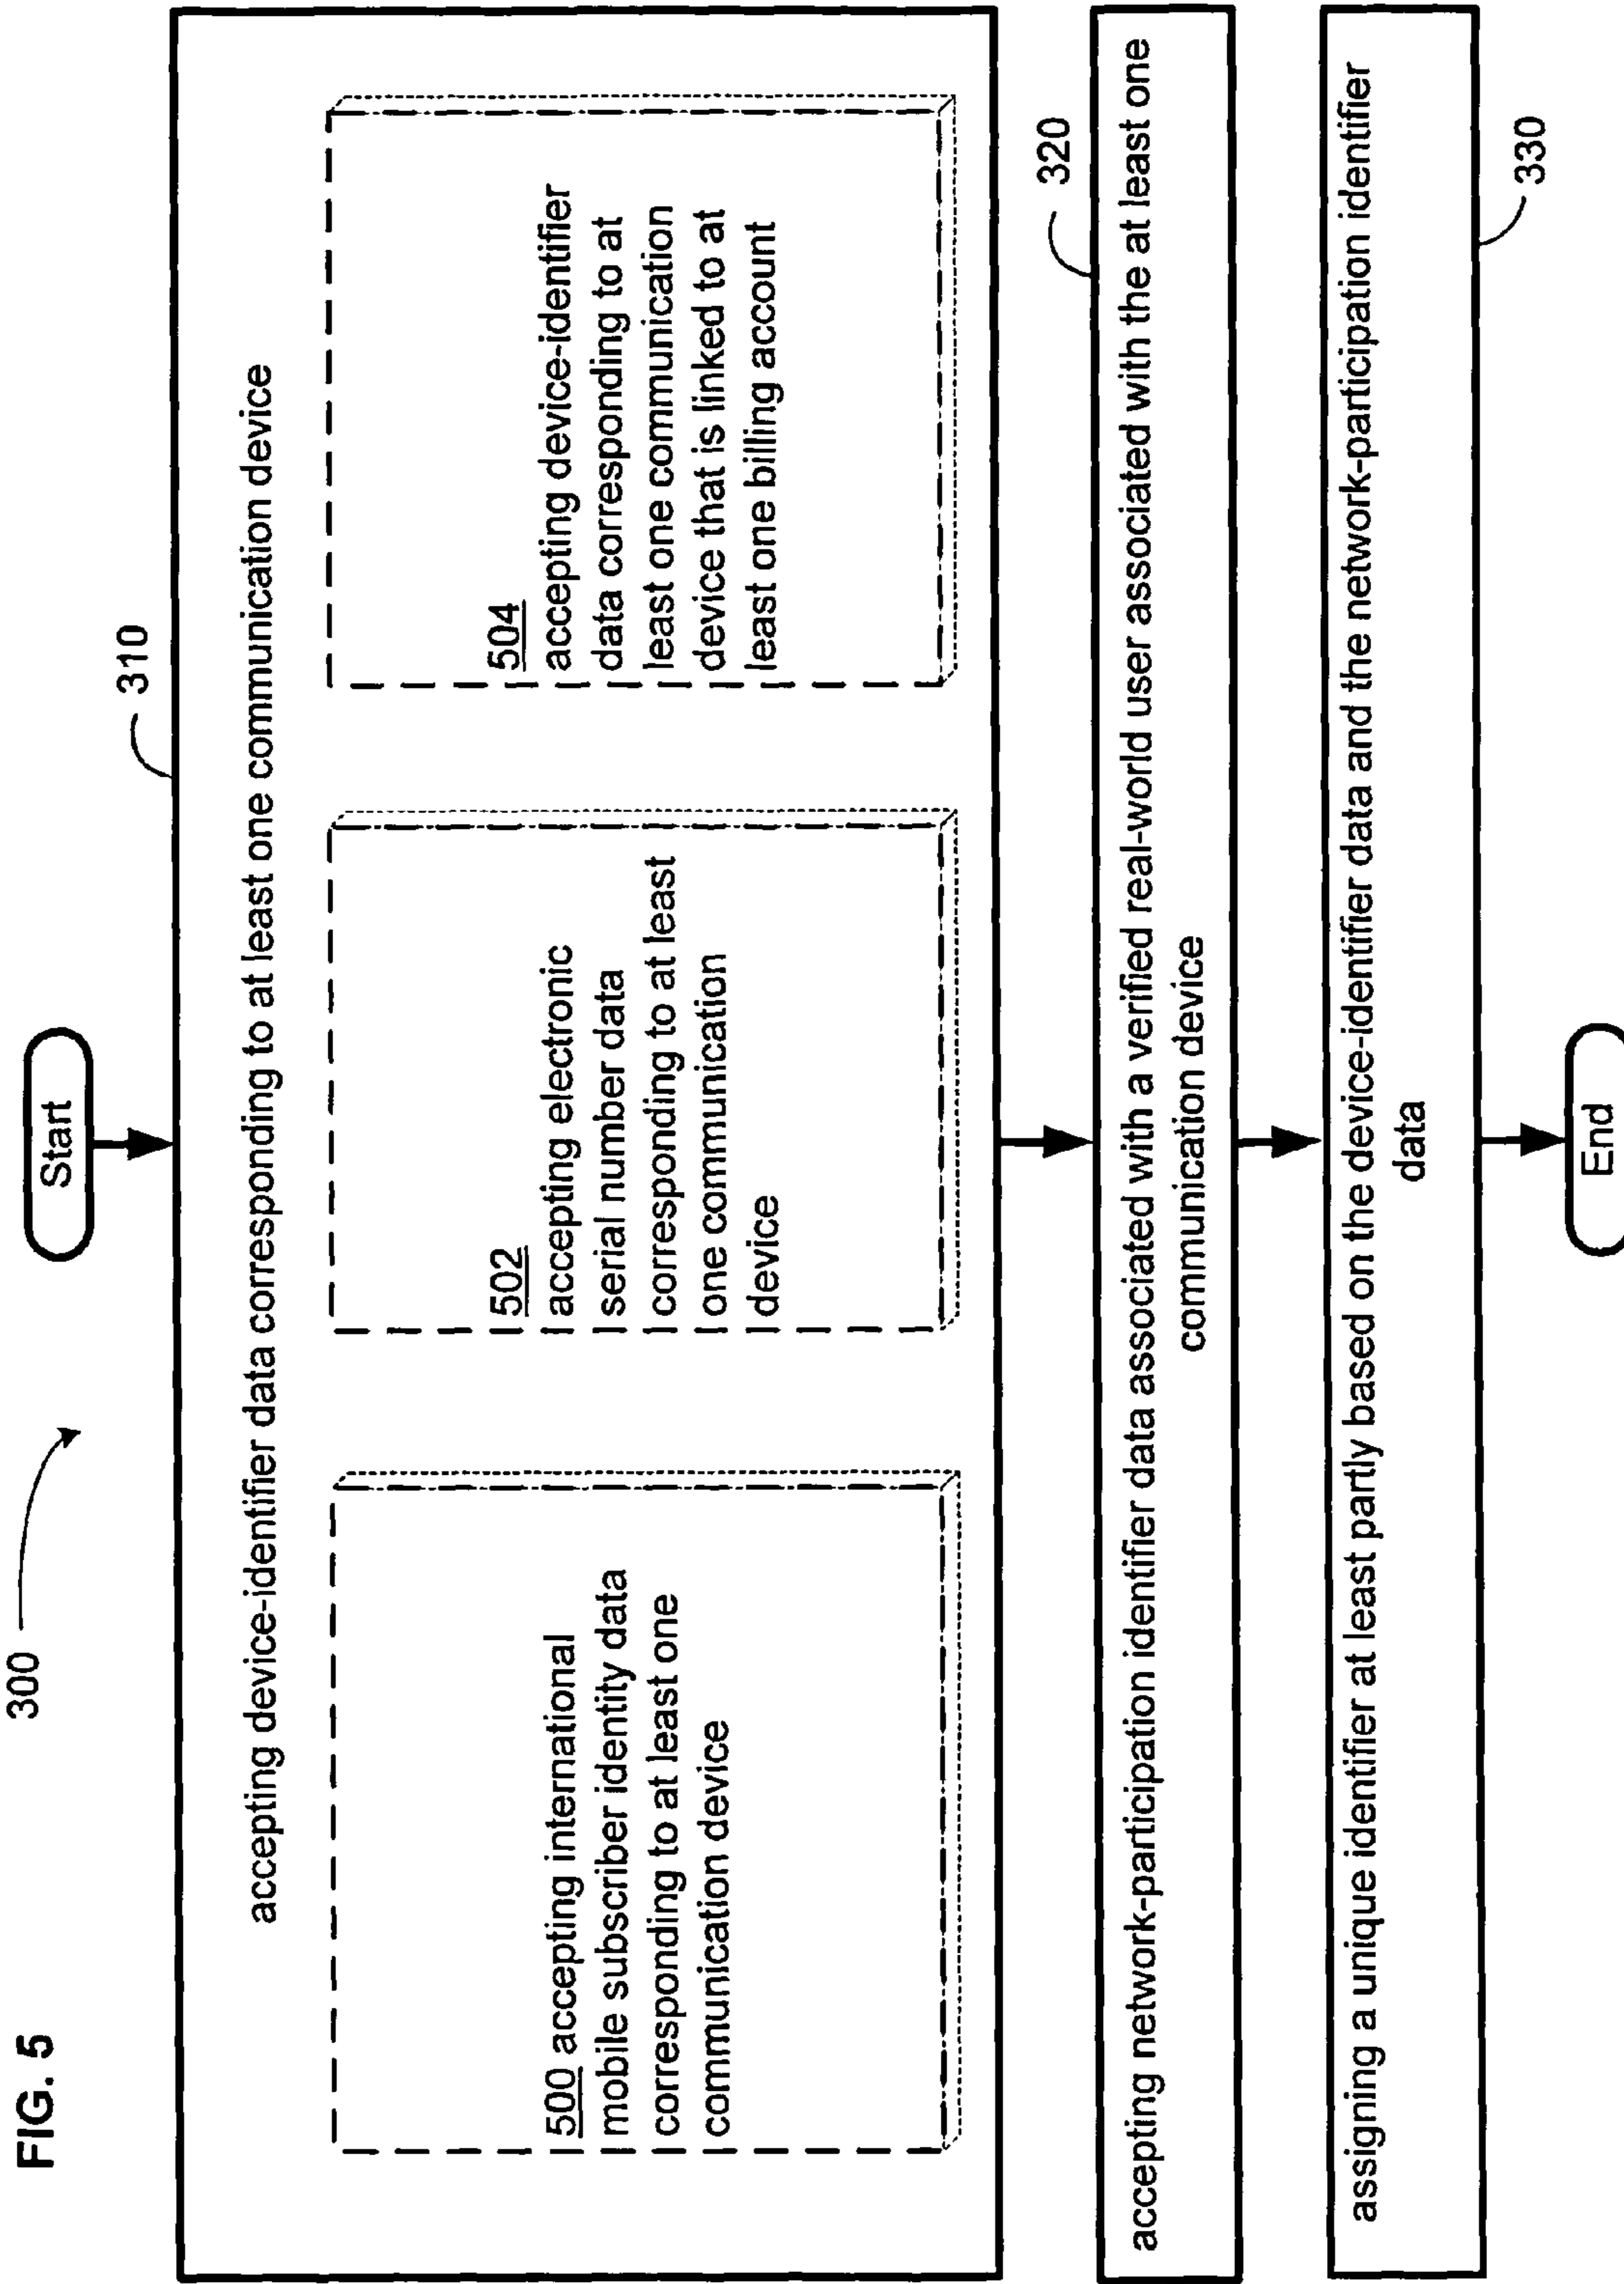 FIG. 5
300
Start
310
accepting device-identifier data corresponding to at least one communication device
500 accepting international
mobile subscriber identity data
corresponding to at least one
communication device
502
accepting electronic
serial number data
corresponding to at least
one communication
device
504
accepting device-identifier
data corresponding to at
least one communication
device that is linked to at
least one billing account
320
accepting network-participation identifier data associated with a verified real-world user associated with the at least one
communication device
assigning a unique identifier at least partly based on the device-identifier data and the network-participation identifier
data
330
End